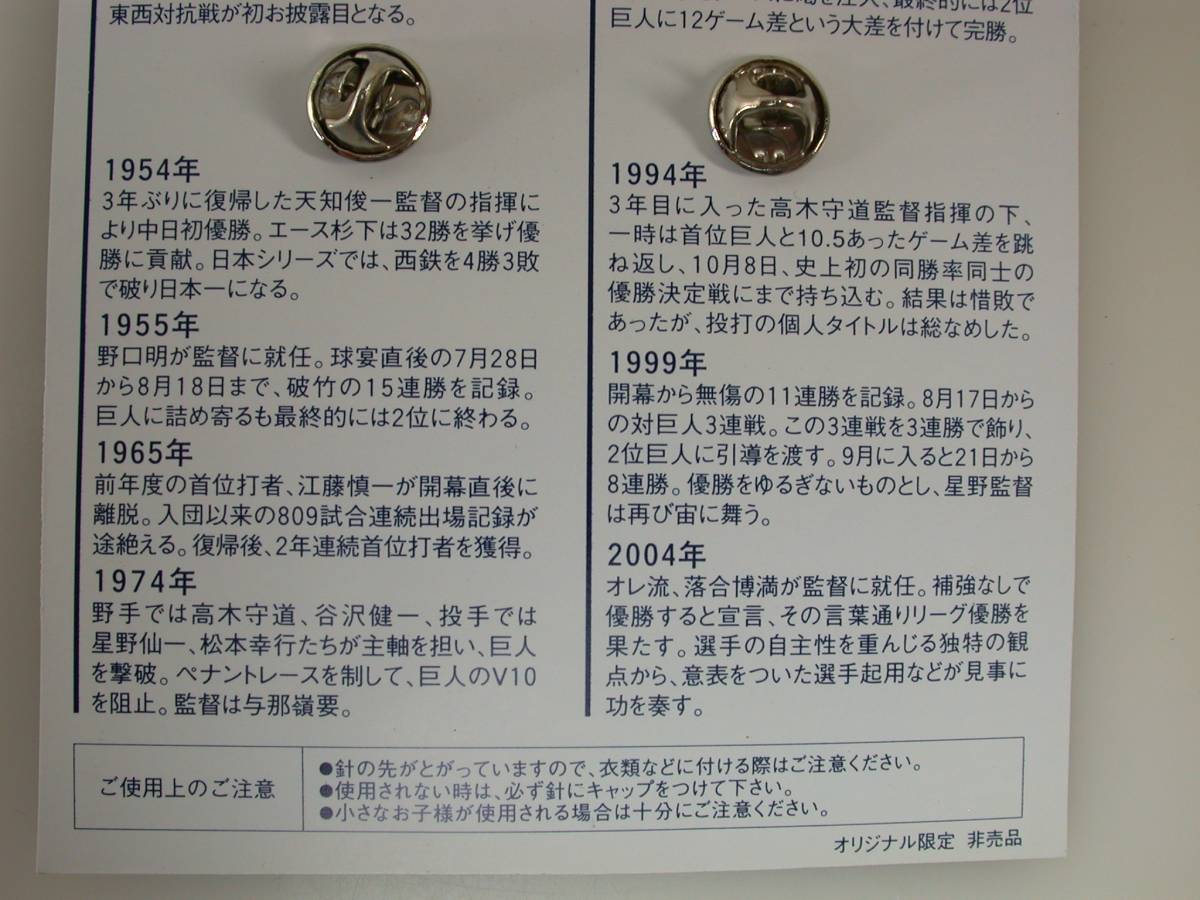 東西対抗戦が初お披露目となる。
1954年
3年ぶりに復帰した天知俊一監督の指揮に
より中日初優勝。エース杉下は32勝を挙げ優
勝に貢献。日本シリーズでは、西鉄を4勝3敗
で破り日本一になる。
1955年
野口明が監督に就任。球宴直後の7月28日
から8月18日まで、破竹の15連勝を記録。
巨人に詰め寄るも最終的には2位に終わる。
1965年
前年度の首位打者、江藤慎一が開幕直後に
離脱。入団以来の809試合連続出場記録が
途絶える。復帰後、2年連続首位打者を獲得。
1974年
野手では高木守道、谷沢健一、投手では
星野仙一、松本幸行たちが主軸を担い、巨人
を撃破。ペナントレースを制して、巨人のV10
を阻止。監督は与那嶺要。
最終的には2位
巨人に12ゲーム差という大差を付けて完勝。
1994年
3年目に入った高木守道監督指揮の下、
一時は首位巨人と10.5あったゲーム差を跳
ね返し、10月8日、史上初の同勝率同士の
優勝決定戦にまで持ち込む。結果は惜敗で
あったが、投打の個人タイトルは総なめした。
1999年
開幕から無傷の11連勝を記録。8月17日から
の対巨人3連戦。この3連戦を3連勝で飾り、
2位巨人に引導を渡す。9月に入ると21日から
8連勝。優勝をゆるぎないものとし、星野監督
は再び宙に舞う。
2004年
オレ流、落合博満が監督に就任。補強なしで
優勝すると宣言、その言葉通りリーグ優勝を
果たす。選手の自主性を重んじる独特の観
点から、意表をついた選手起用などが見事に
功を奏す。
ご使用上のご注意
●針の先がとがっていますので、衣類などに付ける際はご注意ください。
●使用されない時は、必ず針にキャップをつけて下さい。
●小さなお子様が使用される場合は十分にご注意ください。
オリジナル限定 非売品